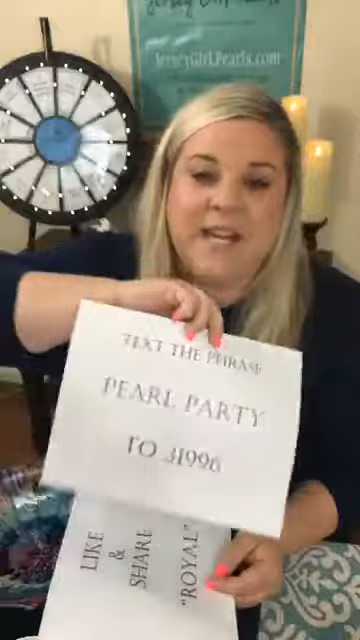 JerseyGirlPearls.com
TEXT THE PHRASE
PEARL PARTY
TO 31996
LIKE
&
SHARE
"ROYAL"